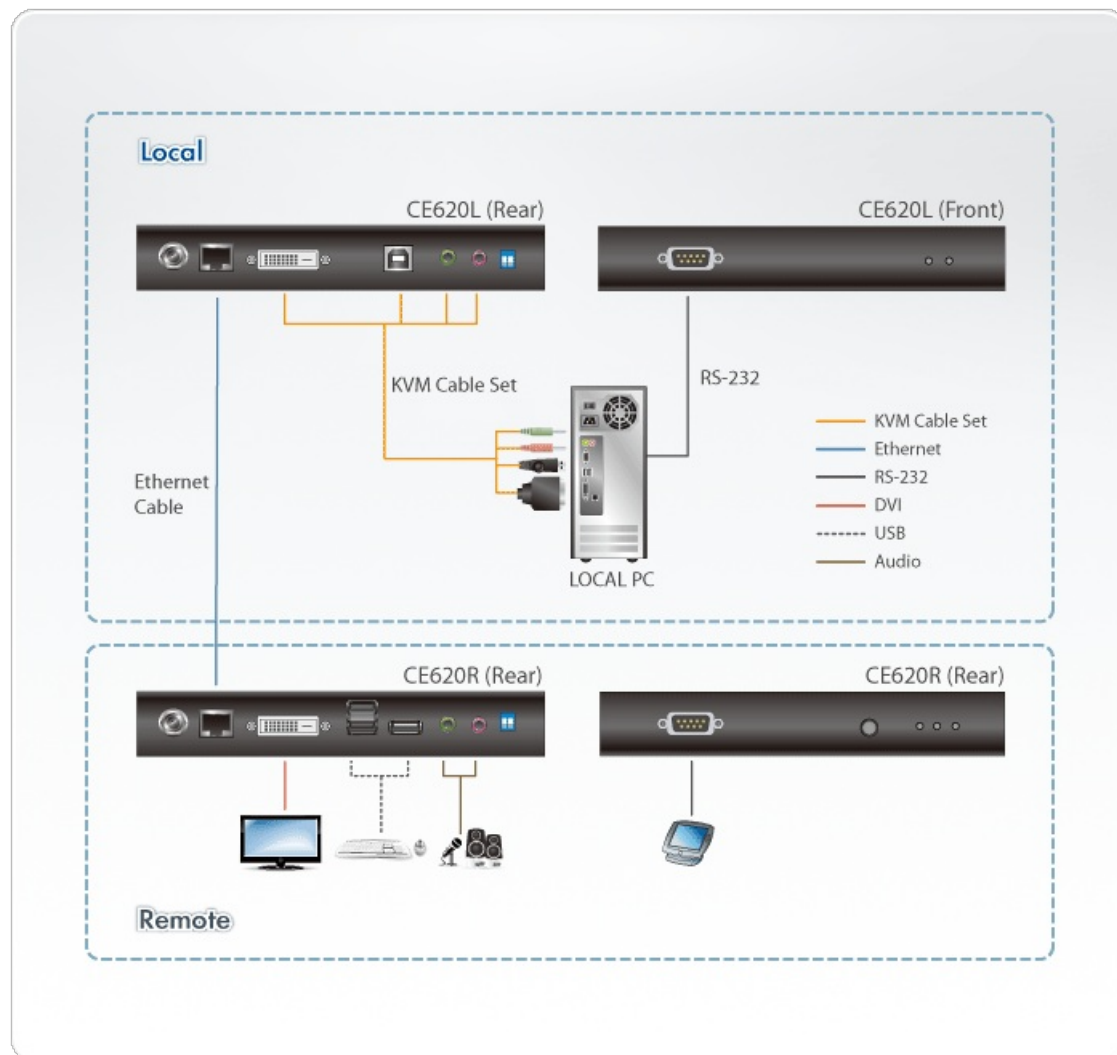 Local
CE620L (Rear)
CE620L (Front)
KVM Cable Set
RS-232
Ethernet
Cable
LOCAL PC
KVM Cable Set
Ethernet
RS-232
DVI
USB
Audio
CE620R (Rear)
CE620R (Rear)
Remote